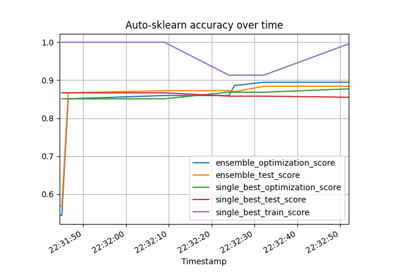 Auto-sklearn accuracy over time
1.0
0.9
0.8
0.7
0.6
ensemble_optimization_score
ensemble_test_score
single_best_optimization_score
single_best_test_score
single_best_train_score
22:31:50
22:32:00
22:32:10
22:32:20
22:32:30
22:32:40
22:32:50
Timestamp